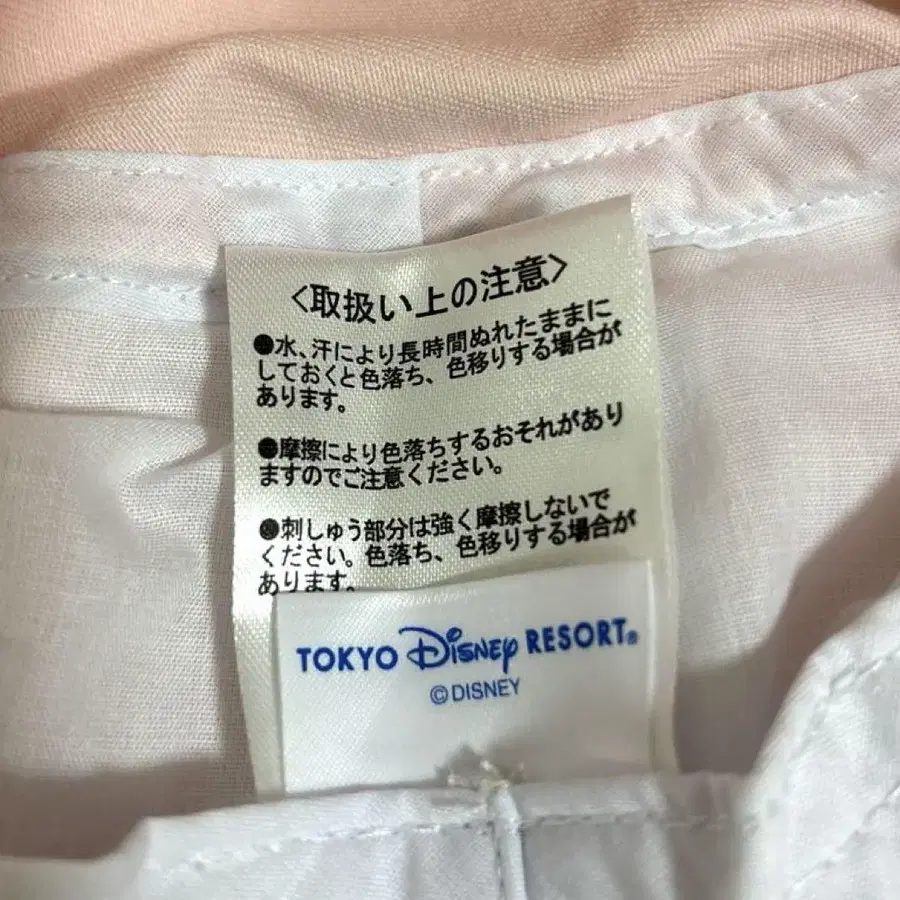 〈取扱い上の注意〉
●水、汗により長時間ぬれたままに
しておくと色落ち、色移りする場合が
あります。
●摩擦により色落ちするおそれがあり
ますのでご注意ください。
●刺しゅう部分は強く摩擦しないで
ください。色落ち、色移りする場合が
あります。
TOKYO Disney RESORT®
©DISNEY